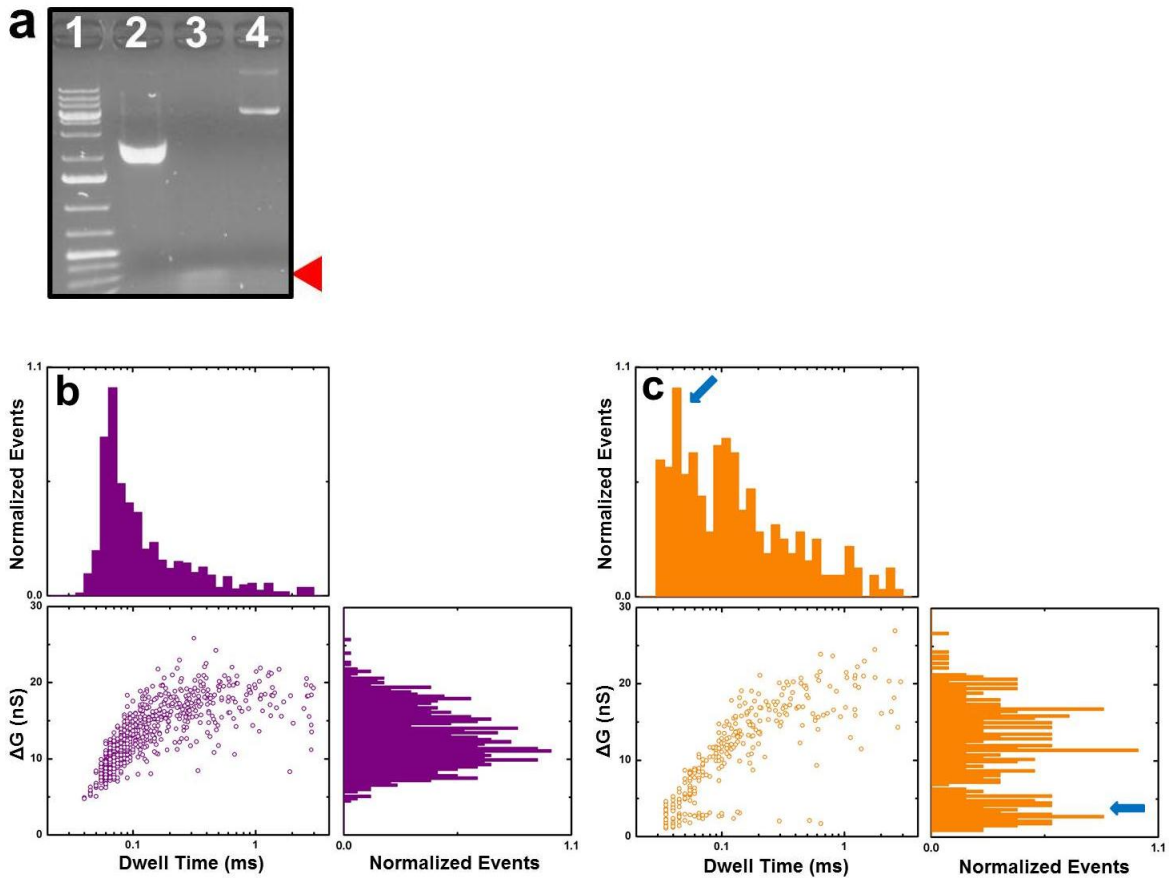 a
1 2 3 4
b
1.1
Normalized Events
0.0
30
20
10
0
ΔG (nS)
0.1 1
Dwell Time (ms)
0.0 1.1
Normalized Events
c
1.1
Normalized Events
0.0
30
20
10
0
ΔG (nS)
0.1 1
Dwell Time (ms)
0.0 1.1
Normalized Events